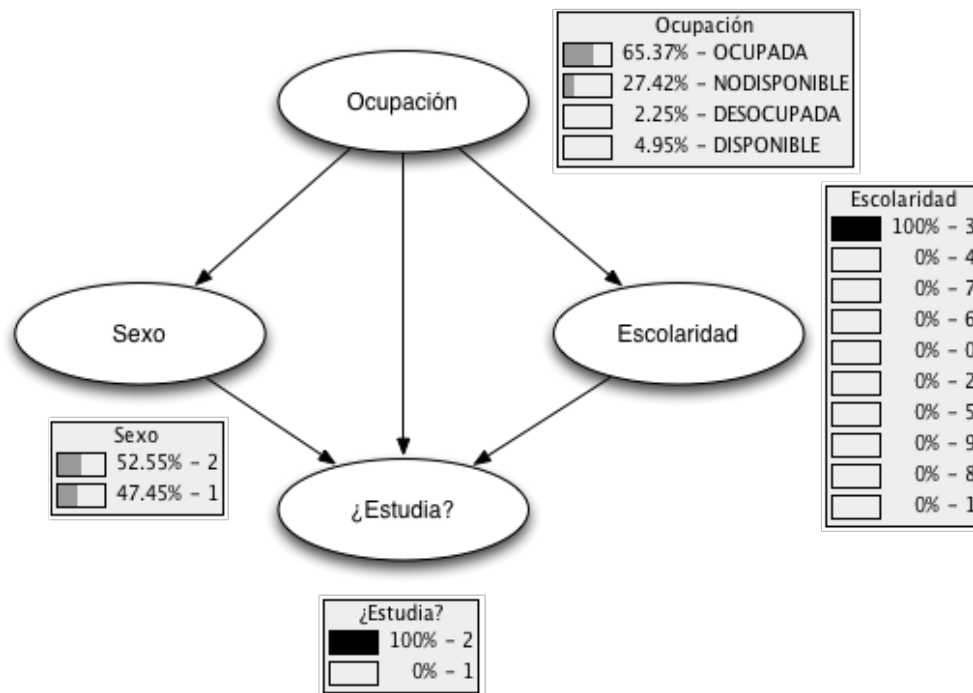 Ocupación
65.37% - OCUPADA
27.42% - NODISPONIBLE
2.25% - DESOCUPADA
4.95% - DISPONIBLE
Ocupación
Escolaridad
100% - 3
0% - 4
0% - 7
0% - 6
0% - 0
0% - 2
0% - 5
0% - 9
0% - 8
0% - 1
Sexo
Escolaridad
Sexo
52.55% - 2
47.45% - 1
¿Estudia?
¿Estudia?
100% - 2
0% - 1